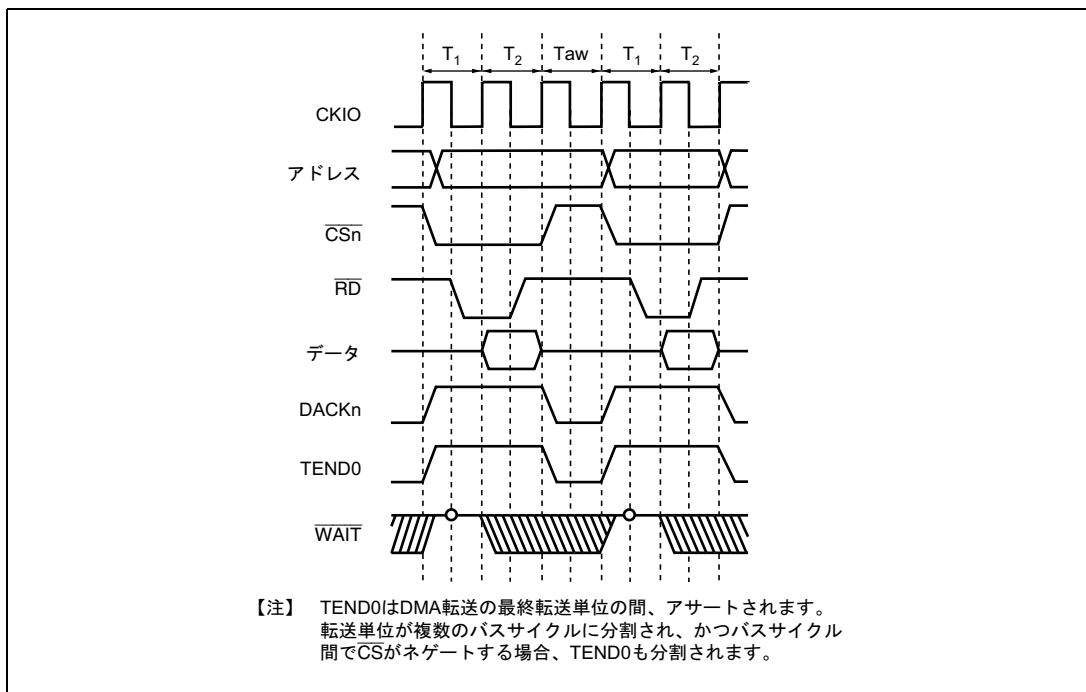 T1 T2 Taw T1 T2
CKIO
アドレス
CSn
RD
データ
DACKn
TEND0
WAIT
【注】 TEND0はDMA転送の最終転送単位の間、アサートされます。
転送単位が複数のバスサイクルに分割され、かつバスサイクル
間でCSがネゲートする場合、TEND0も分割されます。